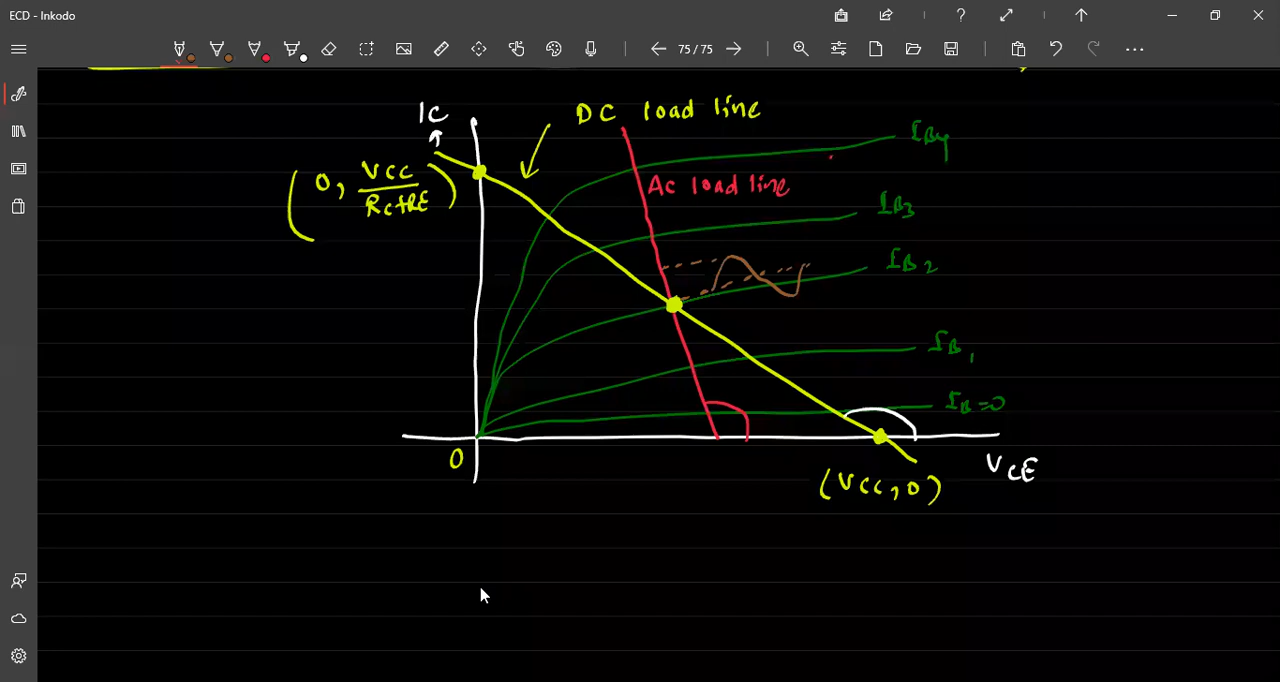 ECD - Inkodo
75 / 75
IC
DC load line
(0, VCC / RC+RE)
AC load line
IB4
IB3
IB2
IB1
IB=0
0
VCE
(VCC, 0)